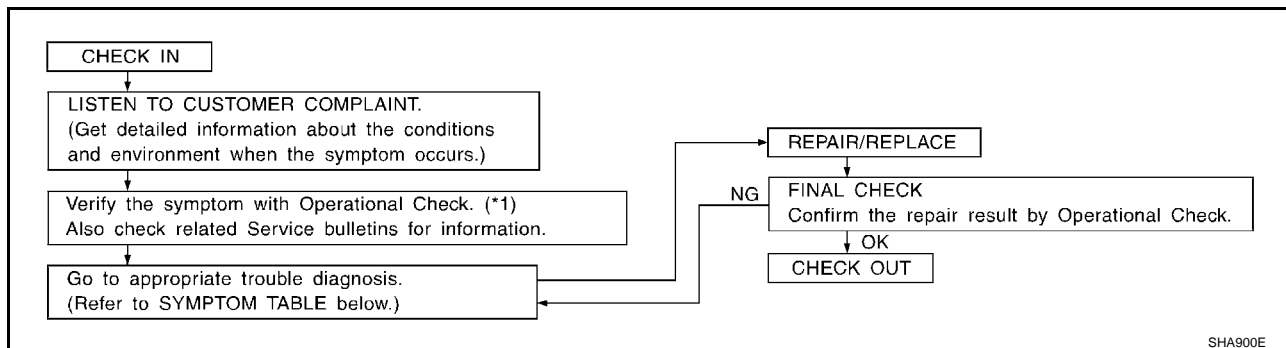 CHECK IN
LISTEN TO CUSTOMER COMPLAINT.
(Get detailed information about the conditions
and environment when the symptom occurs.)
Verify the symptom with Operational Check. (*1)
Also check related Service bulletins for information.
Go to appropriate trouble diagnosis.
(Refer to SYMPTOM TABLE below.)
REPAIR/REPLACE
NG
FINAL CHECK
Confirm the repair result by Operational Check.
OK
CHECK OUT
SHA900E